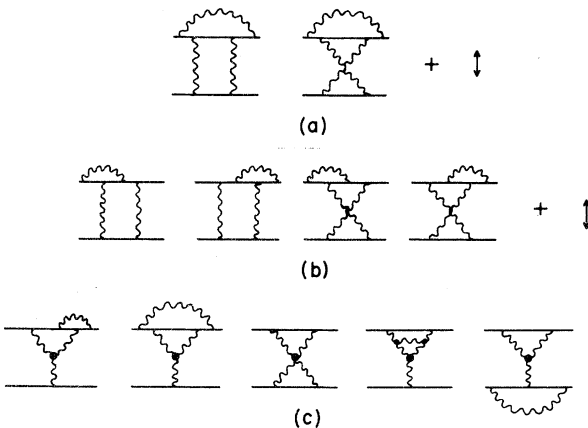 + ↕
(a)
+ ↕
(b)
(c)